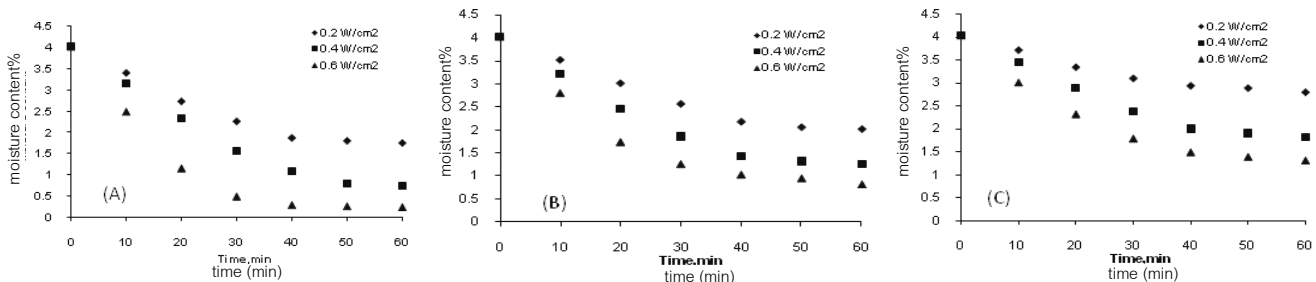 4.5
4
3.5
3
2.5
2
1.5
1
0.5
0
moisture content%
0.2 W/cm2
0.4 W/cm2
0.6 W/cm2
(A)
0 10 20 30 40 50 60
Time,min
time (min)
4.5
4
3.5
3
2.5
2
1.5
1
0.5
0
moisture content%
0.2 W/cm2
0.4 W/cm2
0.6 W/cm2
(B)
0 10 20 30 40 50 60
Time.min
time (min)
4.5
4
3.5
3
2.5
2
1.5
1
0.5
0
moisture content%
0.2 W/cm2
0.4 W/cm2
0.6 W/cm2
(C)
0 10 20 30 40 50 60
Time,min
time (min)